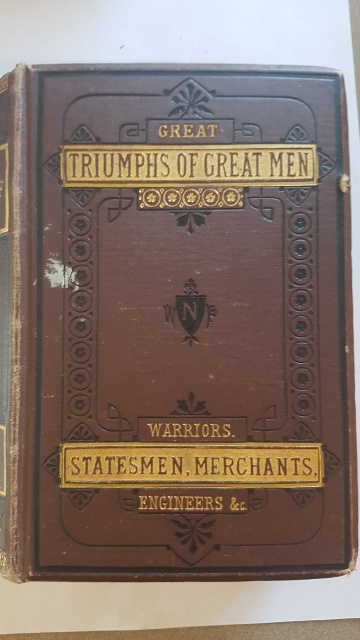 GREAT
TRIUMPHS OF GREAT MEN
W N P
WARRIORS.
STATESMEN, MERCHANTS,
ENGINEERS &c.